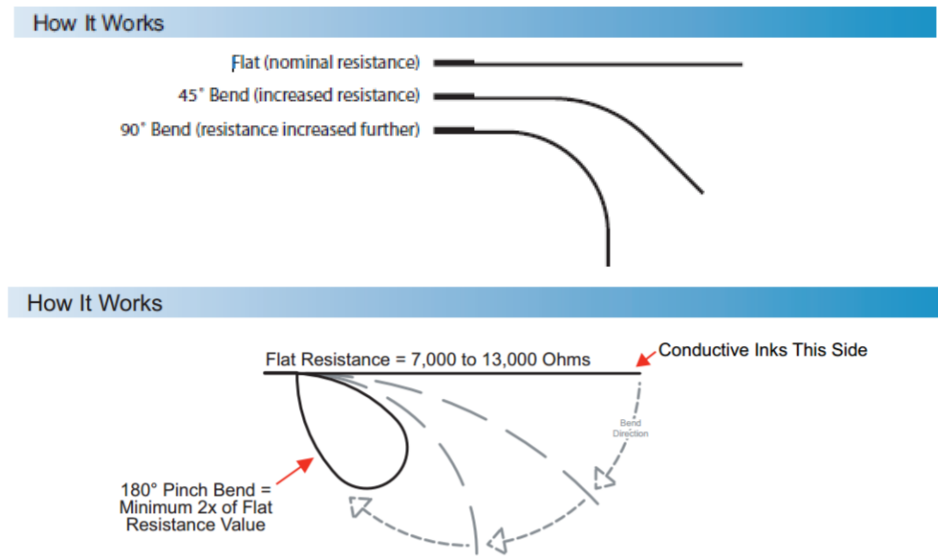 How It Works
Flat (nominal resistance)
45° Bend (increased resistance)
90° Bend (resistance increased further)
How It Works
Flat Resistance = 7,000 to 13,000 Ohms
Conductive Inks This Side
Bend
Direction
180° Pinch Bend =
Minimum 2x of Flat
Resistance Value